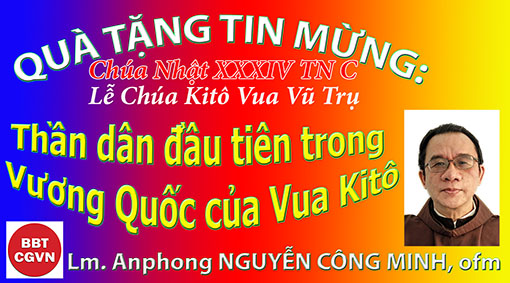 QUÀ TẶNG TIN MỪNG:
Chúa Nhật XXXIV TN C
Lễ Chúa Kitô Vua Vũ Trụ
Thần dân đầu tiên trong
Vương Quốc của Vua Kitô
BBT
CGVN
Lm. Anphong NGUYỄN CÔNG MINH, ofm